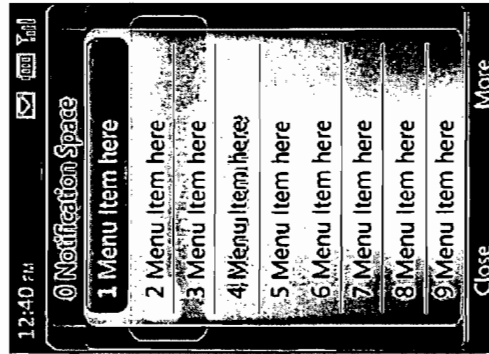 12:40 PM
0 Notification Space
1 Menu Item here
2 Menu Item here
3 Menu Item here
4 Menu Item here
5 Menu Item here
6 Menu Item here
7 Menu Item here
8 Menu Item here
9 Menu Item here
Close More